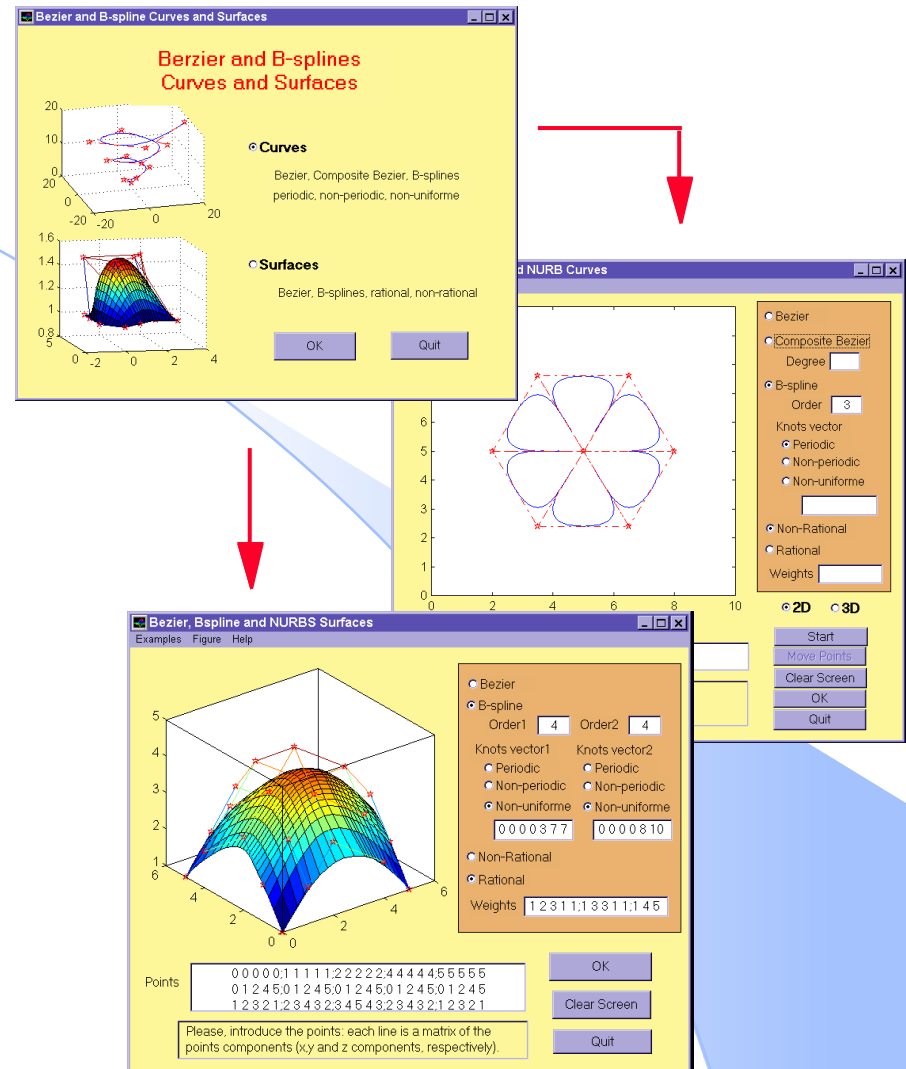 Bezier and B-spline Curves and Surfaces
Berzier and B-splines
Curves and Surfaces
20
10
0
20
0
-20
-20
0
20
Curves
Bezier, Composite Bezier, B-splines
periodic, non-periodic, non-uniforme
1.6
1.4
1.2
1
0.8
5
0
-2
0
2
4
Surfaces
Bezier, B-splines, rational, non-rational
OK
Quit
d NURB Curves
6
5
4
3
2
1
0
0
2
4
6
8
10
Bezier
Composite Bezier
Degree
B-spline
Order 3
Knots vector
Periodic
Non-periodic
Non-uniforme
Non-Rational
Rational
Weights
2D 3D
Start
Move Points
Clear Screen
OK
Quit
Bezier, Bspline and NURBS Surfaces
Examples Figure Help
5
4
3
2
1
6
4
2
0
0
2
4
6
Bezier
B-spline
Order1 4 Order2 4
Knots vector1 Knots vector2
Periodic Periodic
Non-periodic Non-periodic
Non-uniforme Non-uniforme
0 0 0 0 3 7 7 0 0 0 0 8 10
Non-Rational
Rational
Weights 1 2 3 1 1;1 3 3 1 1;1 4 5
Points
0 0 0 0 0;1 1 1 1 1;2 2 2 2 2;4 4 4 4 4;5 5 5 5 5
0 1 2 4 5;0 1 2 4 5;0 1 2 4 5;0 1 2 4 5;0 1 2 4 5
1 2 3 2 1;2 3 4 3 2;3 4 5 4 3;2 3 4 3 2;1 2 3 2 1
Please, introduce the points: each line is a matrix of the
points components (x,y and z components, respectively).
OK
Clear Screen
Quit